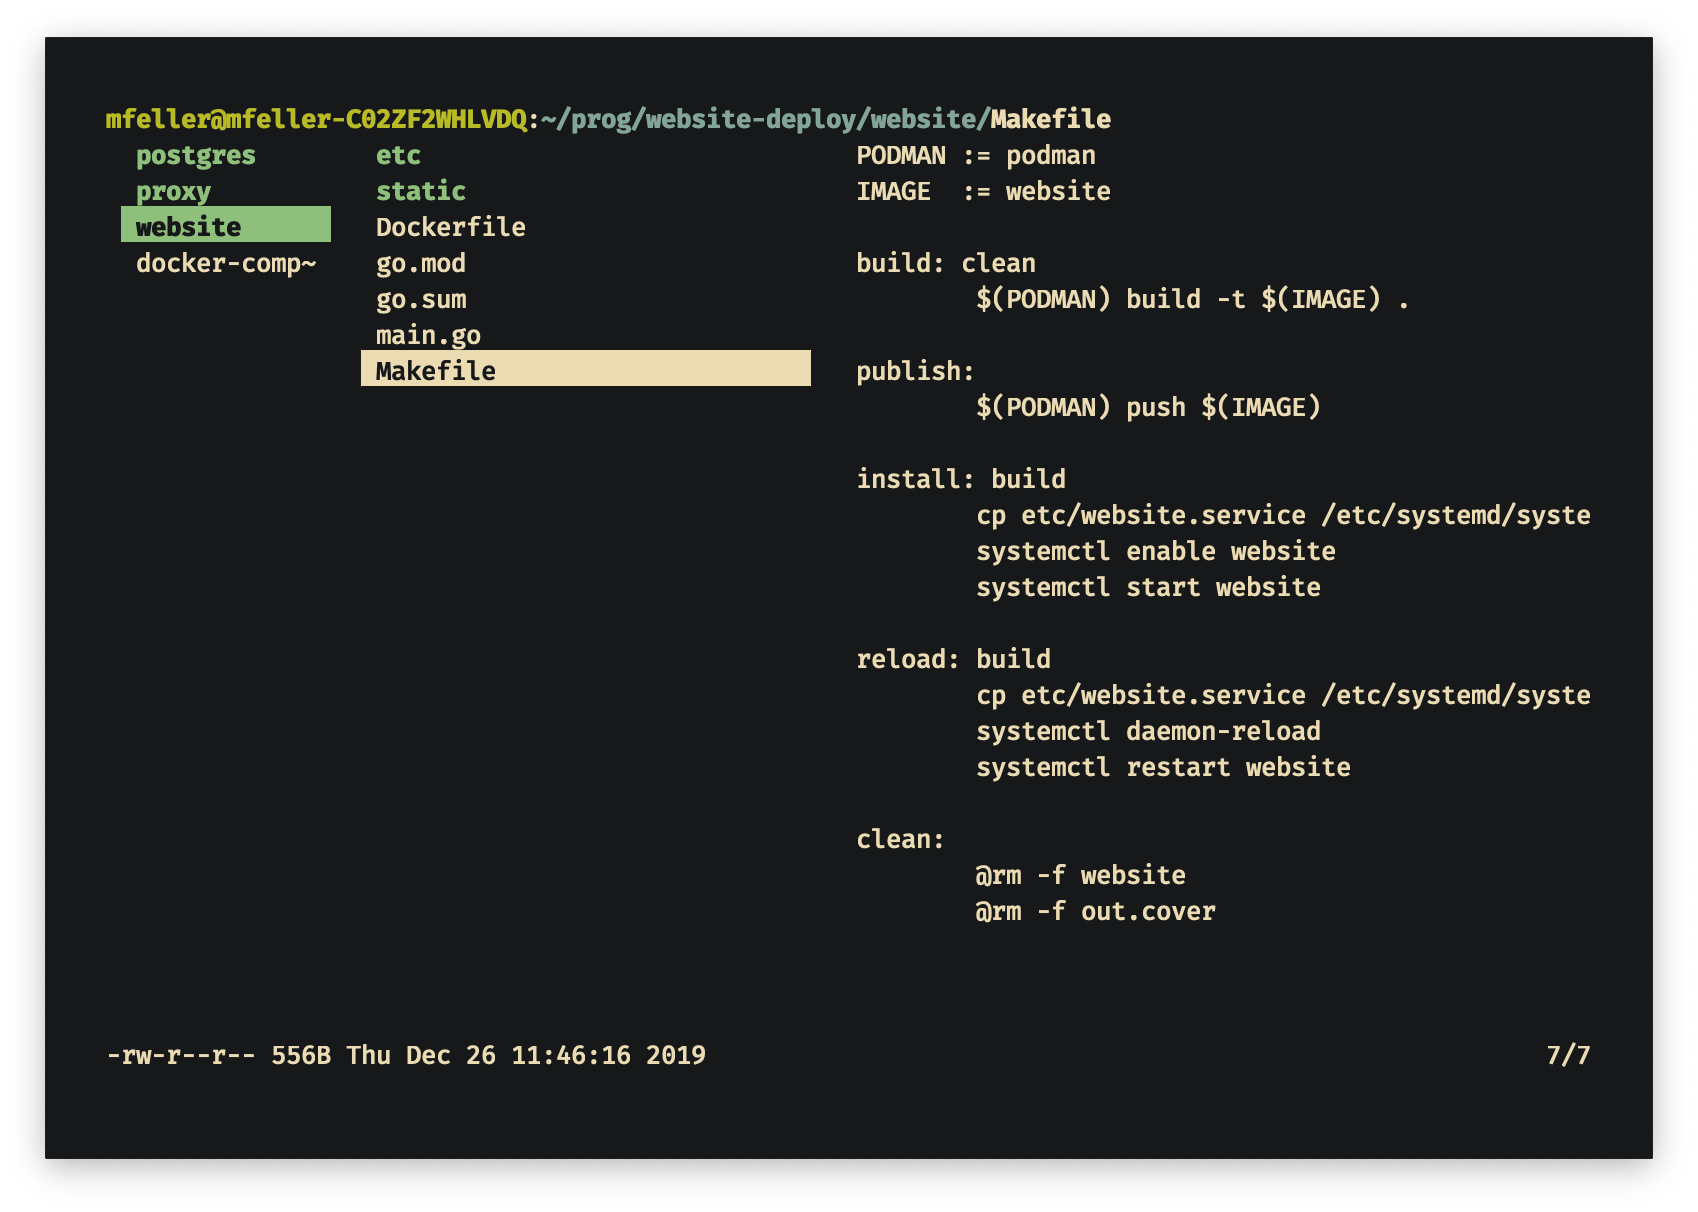 mfeller@mfeller-C02ZF2WHLVDQ:~/prog/website-deploy/website/Makefile
postgres
proxy
website
docker-comp~
etc
static
Dockerfile
go.mod
go.sum
main.go
Makefile
PODMAN := podman
IMAGE  := website
build: clean
        $(PODMAN) build -t $(IMAGE) .
publish:
        $(PODMAN) push $(IMAGE)
install: build
        cp etc/website.service /etc/systemd/syste
        systemctl enable website
        systemctl start website
reload: build
        cp etc/website.service /etc/systemd/syste
        systemctl daemon-reload
        systemctl restart website
clean:
        @rm -f website
        @rm -f out.cover
-rw-r--r-- 556B Thu Dec 26 11:46:16 2019
7/7